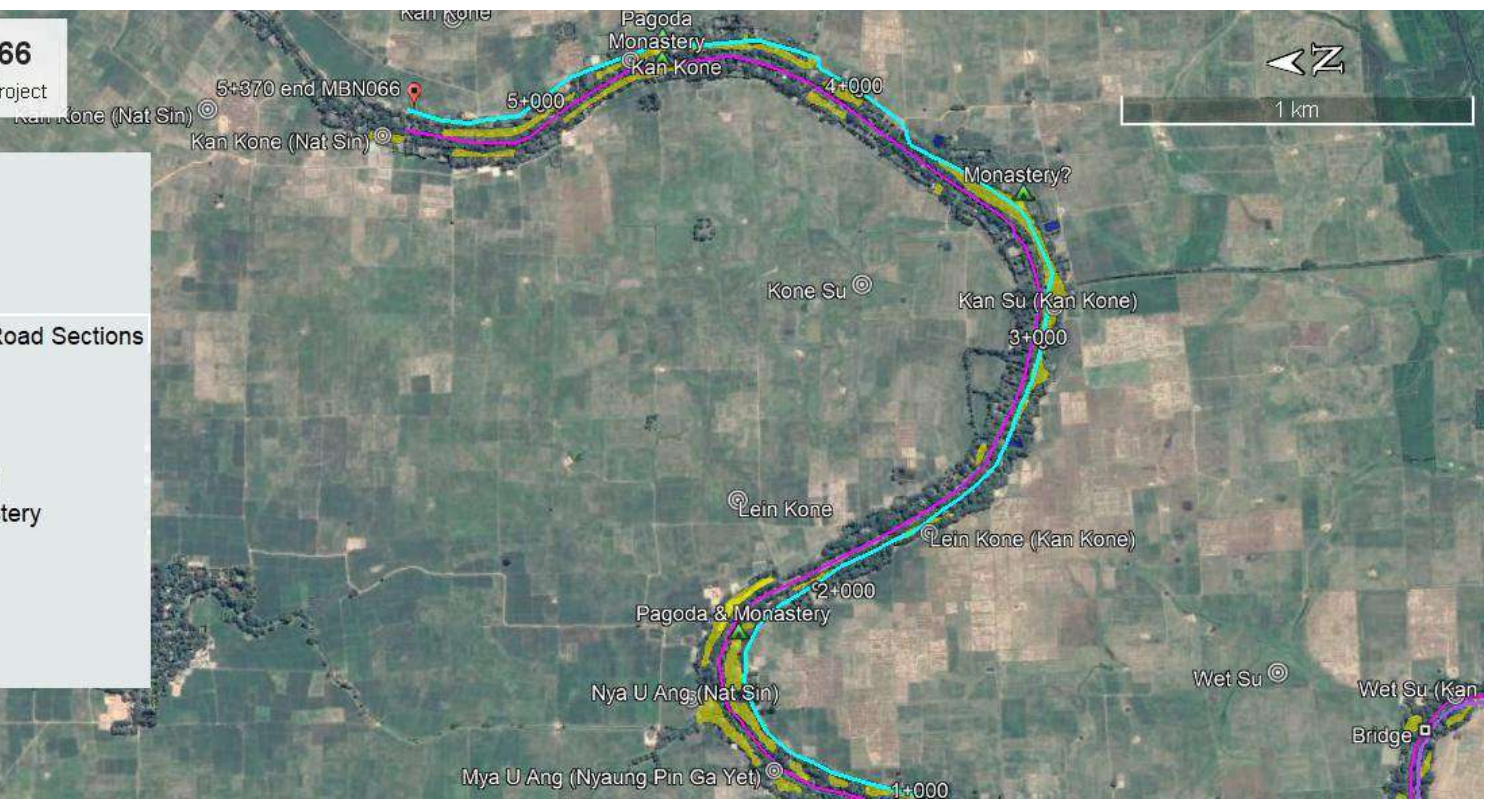 Kan Kone
66
roject
Pagoda
Monastery
Kan Kone
Z
1 km
5+370 end MBN066
5+000
4+000
Kan Kone (Nat Sin)
Kan Kone (Nat Sin)
Monastery?
Kone Su
Kan Su (Kan Kone)
3+000
Road Sections
tery
Lein Kone
Lein Kone (Kan Kone)
2+000
Pagoda & Monastery
Wet Su
Nya U Ang (Nat Sin)
Wet Su (Kan
Bridge
Mya U Ang (Nyaung Pin Ga Yet)
1+000